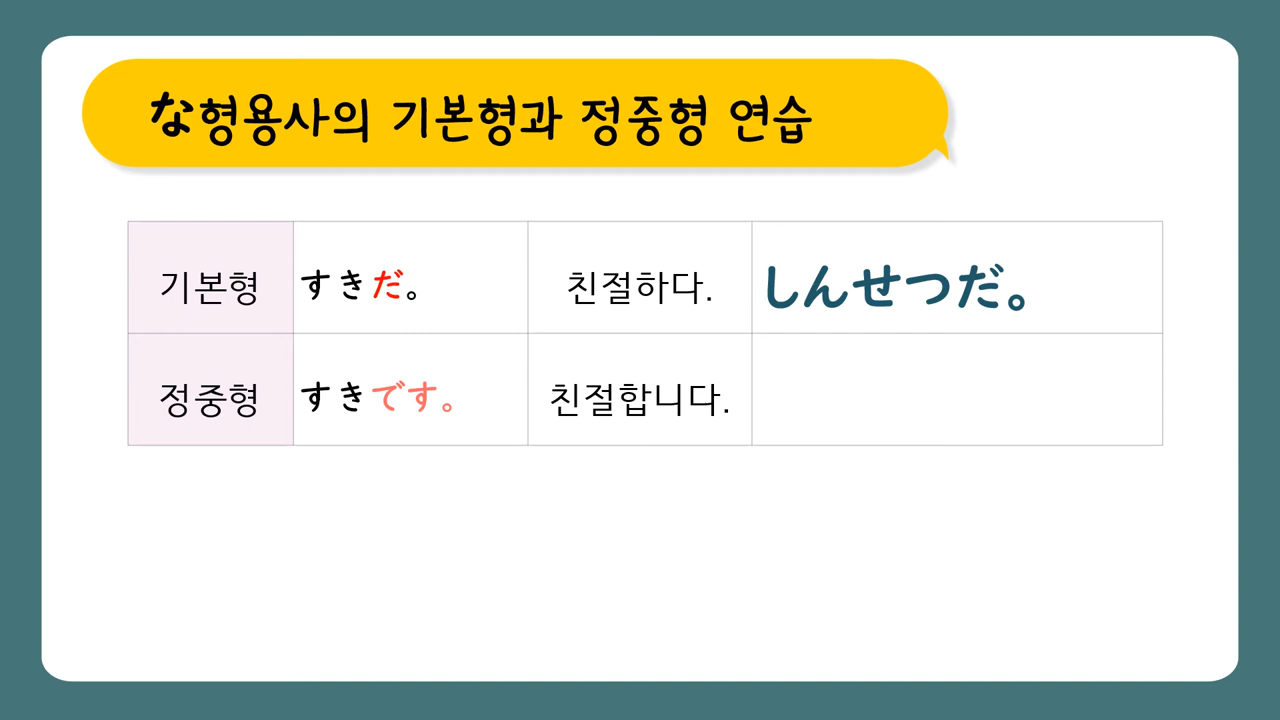 な형용사의 기본형과 정중형 연습
기본형 すきだ。 친절하다. しんせつだ。
정중형 すきです。 친절합니다.